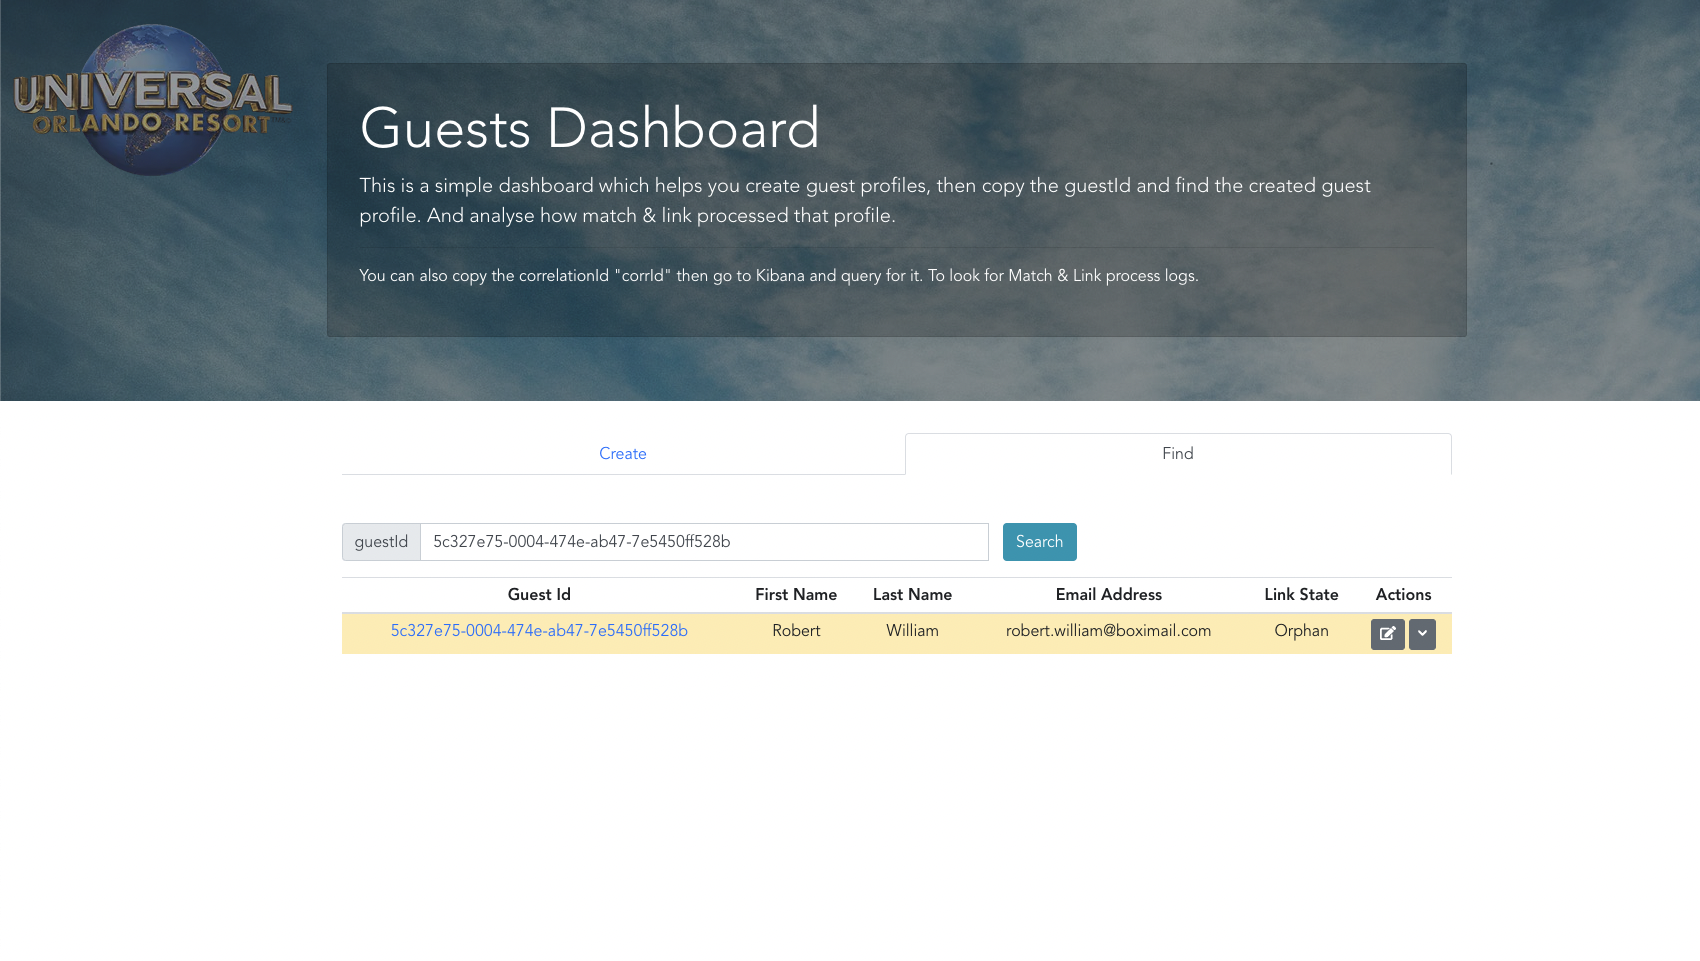 UNIVERSAL
ORLANDO RESORT
Guests Dashboard
This is a simple dashboard which helps you create guest profiles, then copy the guestId and find the created guest
profile. And analyse how match & link processed that profile.
You can also copy the correlationId "corrId" then go to Kibana and query for it. To look for Match & Link process logs.
Create Find
guestId 5c327e75-0004-474e-ab47-7e5450ff528b Search
Guest Id First Name Last Name Email Address Link State Actions
5c327e75-0004-474e-ab47-7e5450ff528b Robert William robert.william@boximail.com Orphan